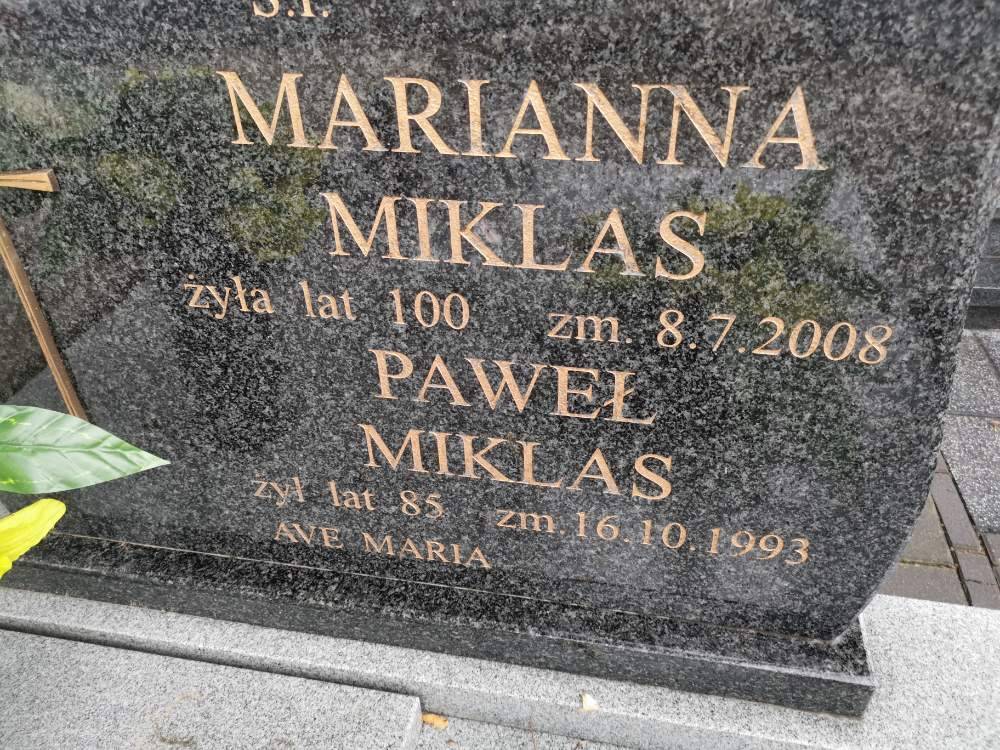 Ś.P.
MARIANNA
MIKLAS
żyła lat 100 zm. 8.7.2008
PAWEŁ
MIKLAS
żył lat 85 zm. 16.10.1993
AVE MARIA